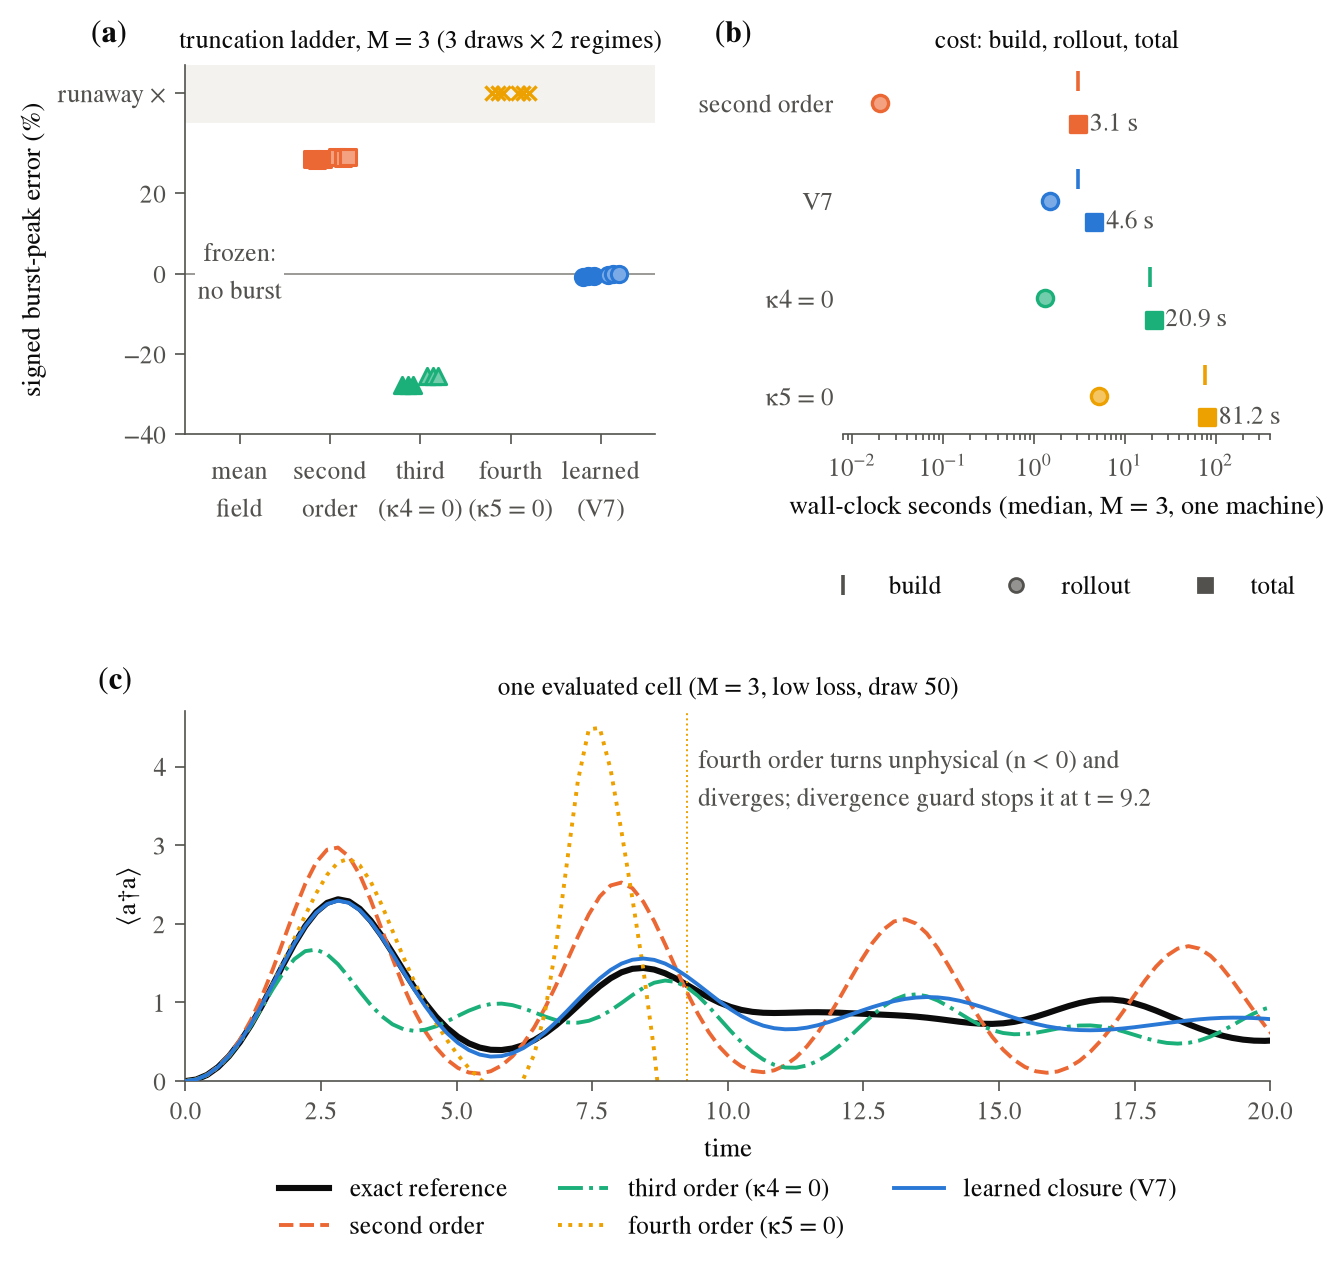 (a)
truncation ladder, M = 3 (3 draws × 2 regimes)
signed burst-peak error (%)
runaway ×
20
0
−20
−40
frozen:
no burst
mean
field
second
order
third
(κ4 = 0)
fourth
(κ5 = 0)
learned
(V7)
(b)
cost: build, rollout, total
second order
V7
κ4 = 0
κ5 = 0
3.1 s
4.6 s
20.9 s
81.2 s
10⁻² 10⁻¹ 10⁰ 10¹ 10²
wall-clock seconds (median, M = 3, one machine)
build rollout total
(c)
one evaluated cell (M = 3, low loss, draw 50)
⟨a†a⟩
4
3
2
1
0
fourth order turns unphysical (n < 0) and
diverges; divergence guard stops it at t = 9.2
0.0 2.5 5.0 7.5 10.0 12.5 15.0 17.5 20.0
time
exact reference
second order
third order (κ4 = 0)
fourth order (κ5 = 0)
learned closure (V7)